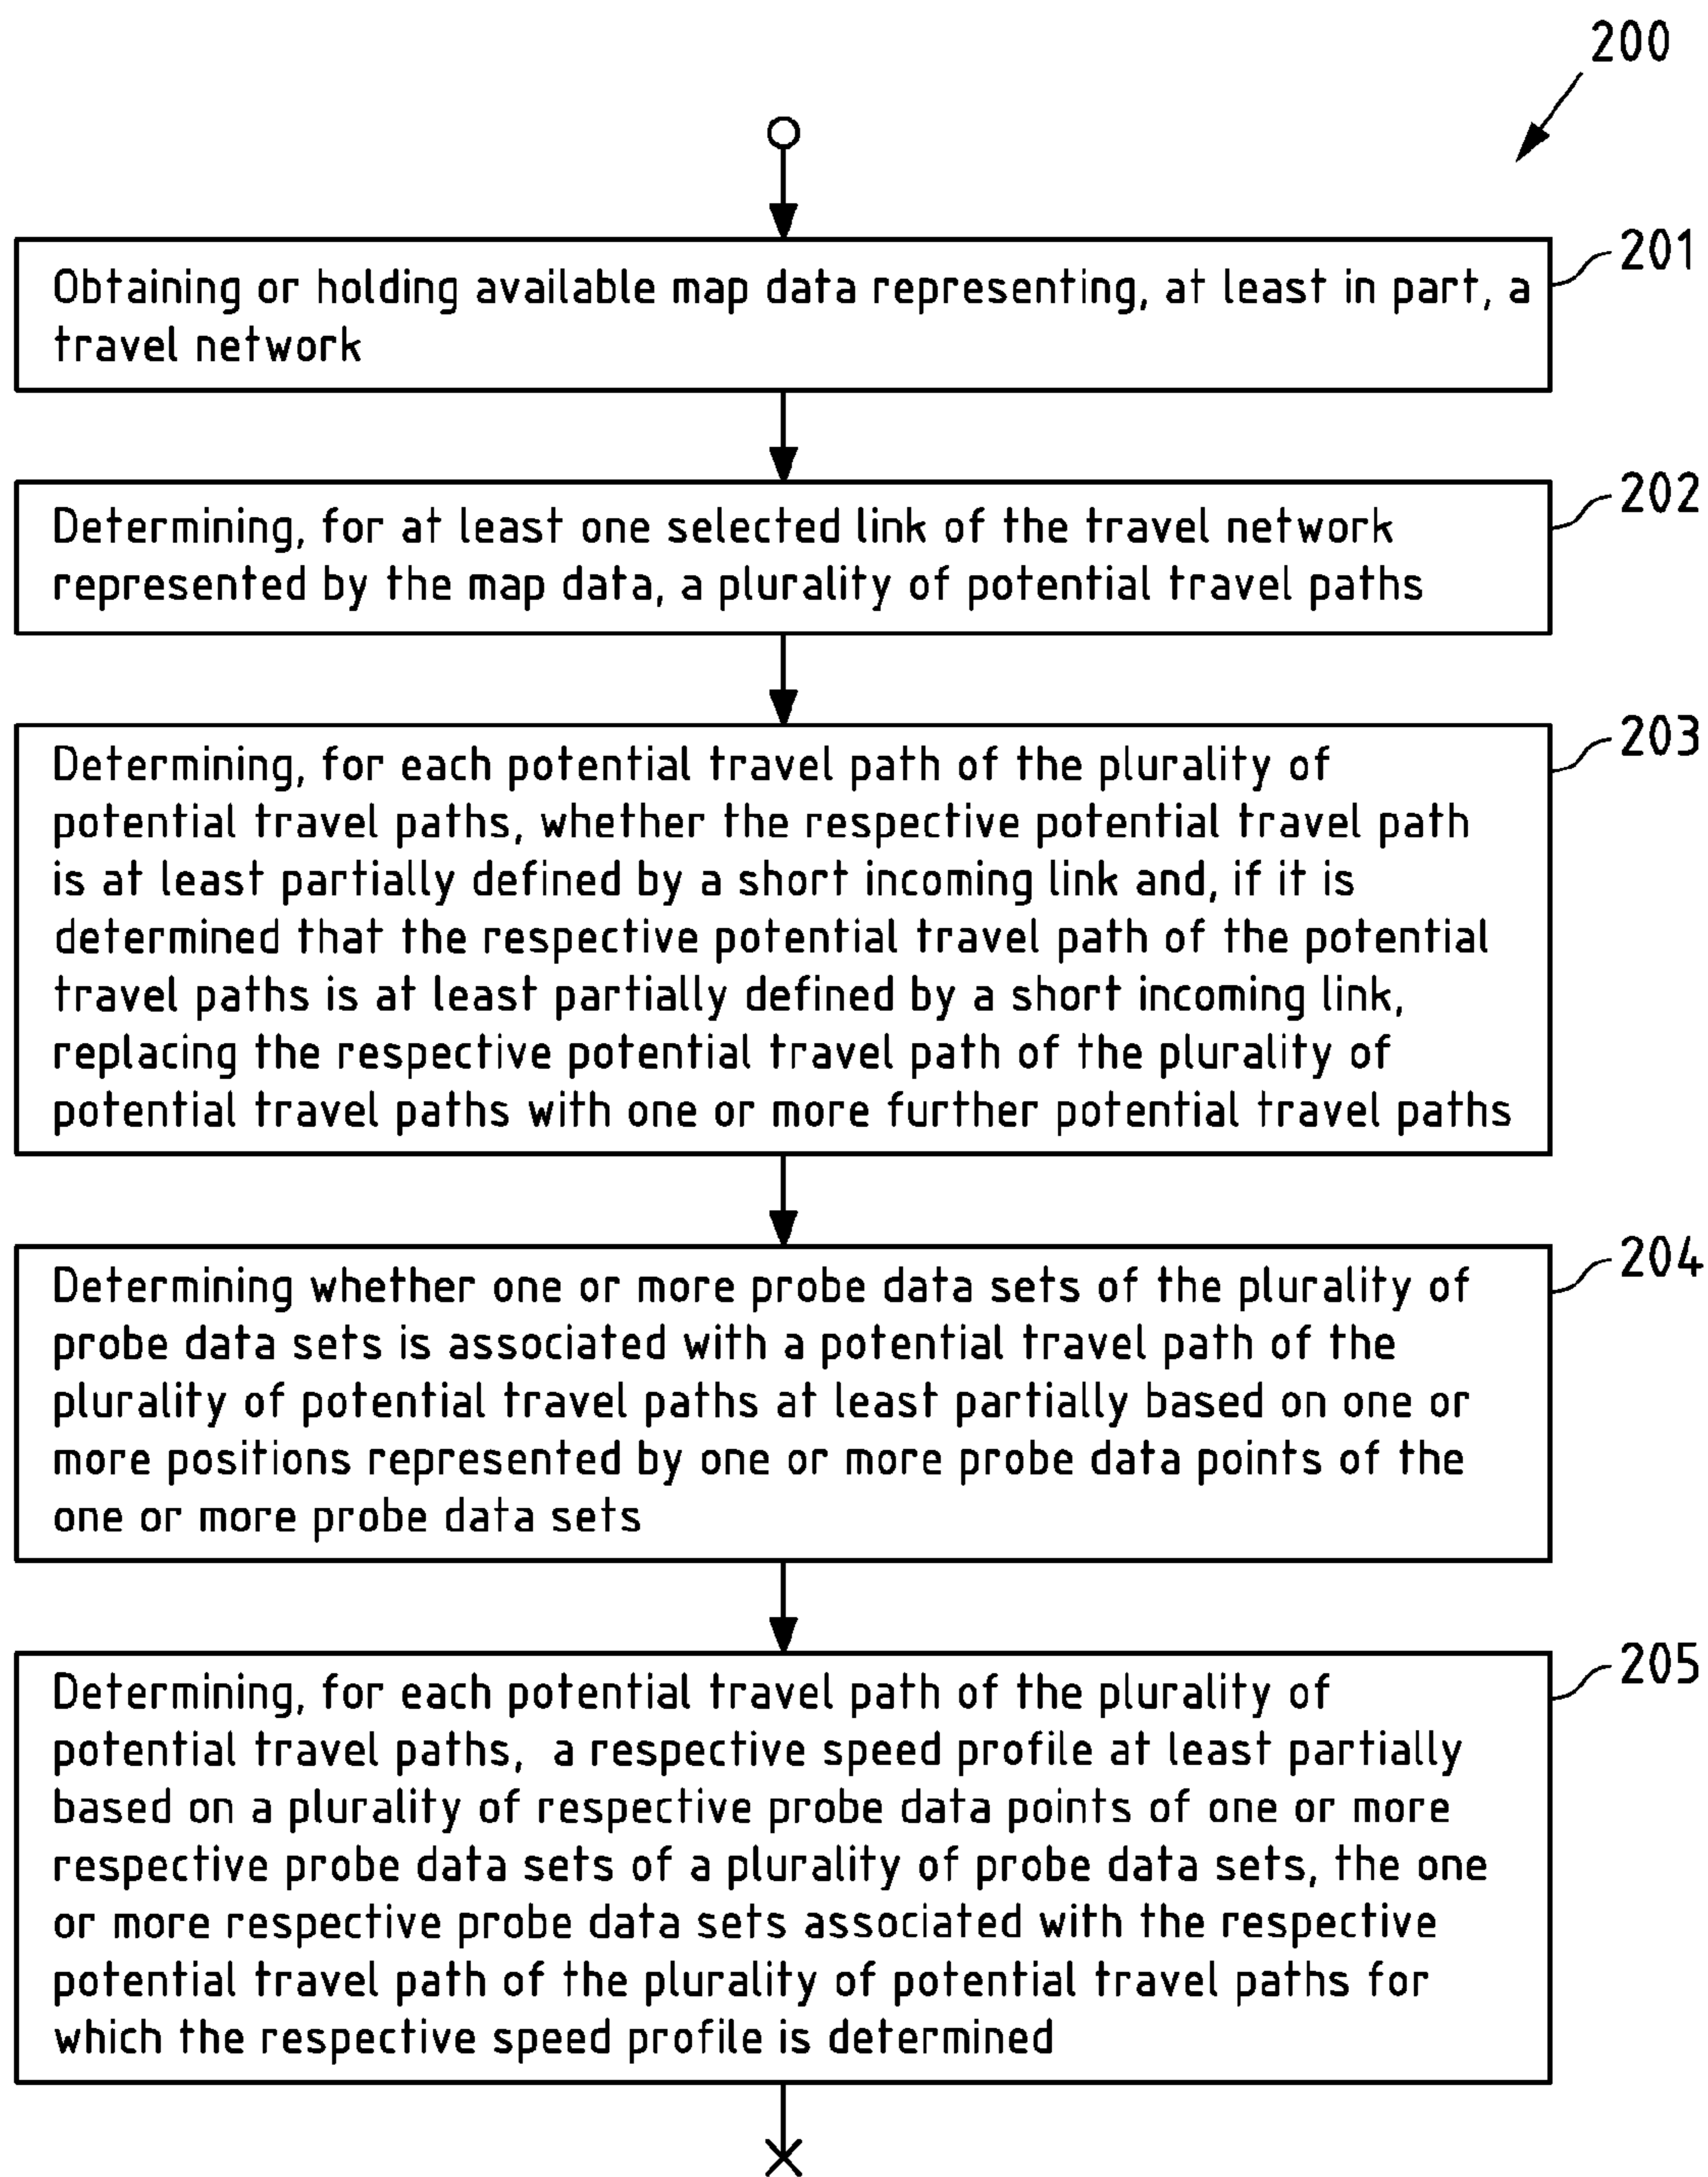 200
201
Obtaining or holding available map data representing, at least in part, a
travel network
202
Determining, for at least one selected link of the travel network
represented by the map data, a plurality of potential travel paths
203
Determining, for each potential travel path of the plurality of
potential travel paths, whether the respective potential travel path
is at least partially defined by a short incoming link and, if it is
determined that the respective potential travel path of the potential
travel paths is at least partially defined by a short incoming link,
replacing the respective potential travel path of the plurality of
potential travel paths with one or more further potential travel paths
204
Determining whether one or more probe data sets of the plurality of
probe data sets is associated with a potential travel path of the
plurality of potential travel paths at least partially based on one or
more positions represented by one or more probe data points of the
one or more probe data sets
205
Determining, for each potential travel path of the plurality of
potential travel paths, a respective speed profile at least partially
based on a plurality of respective probe data points of one or more
respective probe data sets of a plurality of probe data sets, the one
or more respective probe data sets associated with the respective
potential travel path of the plurality of potential travel paths for
which the respective speed profile is determined